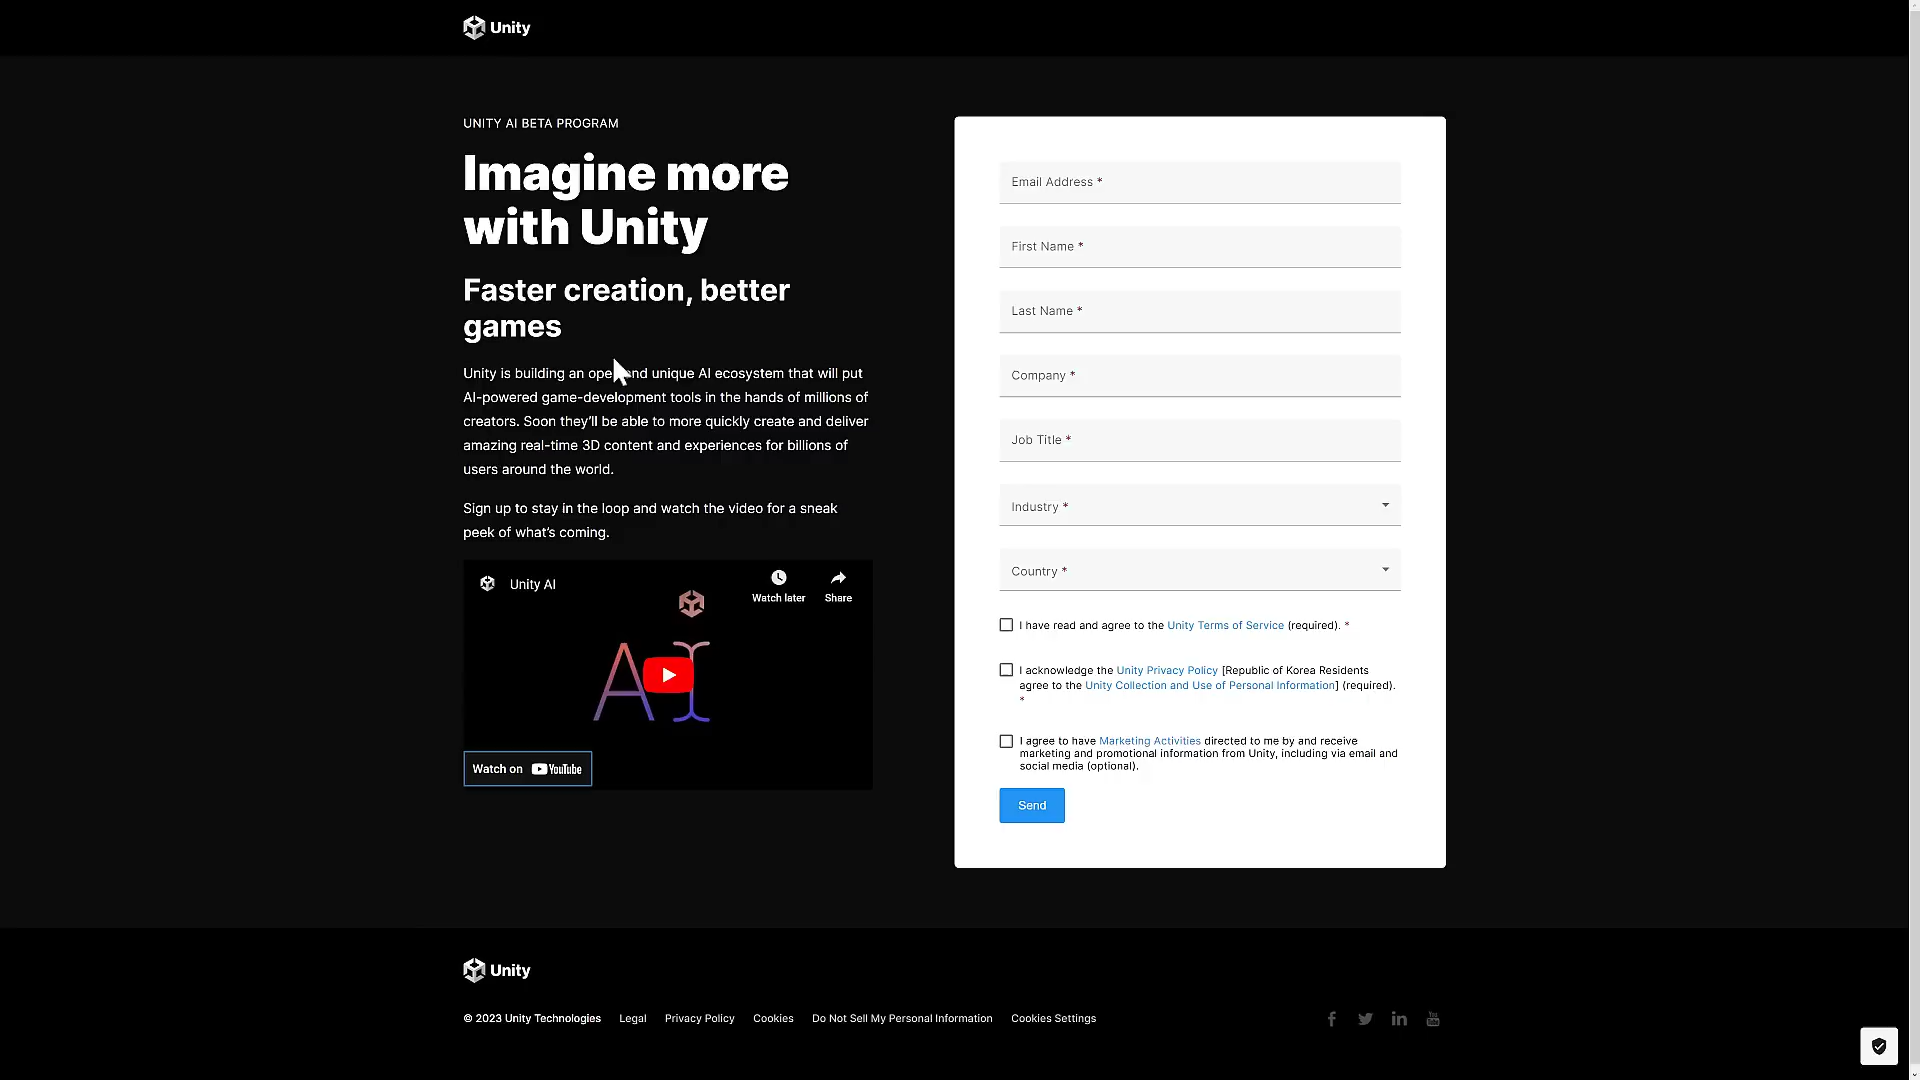 Unity
UNITY AI BETA PROGRAM
Imagine more
with Unity
Faster creation, better
games
Unity is building an ope nd unique AI ecosystem that will put
AI-powered game-development tools in the hands of millions of
creators. Soon they'll be able to more quickly create and deliver
amazing real-time 3D content and experiences for billions of
users around the world.
Sign up to stay in the loop and watch the video for a sneak
peek of what's coming.
Unity AI
Watch later
Share
AI
Watch on YouTube
Email Address *
First Name *
Last Name *
Company *
Job Title *
Industry *
Country *
I have read and agree to the Unity Terms of Service (required). *
I acknowledge the Unity Privacy Policy [Republic of Korea Residents
agree to the Unity Collection and Use of Personal Information] (required).
*
I agree to have Marketing Activities directed to me by and receive
marketing and promotional information from Unity, including via email and
social media (optional).
Send
Unity
© 2023 Unity Technologies Legal Privacy Policy Cookies Do Not Sell My Personal Information Cookies Settings